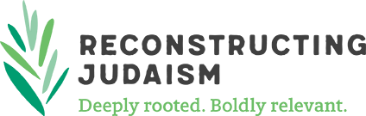 RECONSTRUCTING
JUDAISM
Deeply rooted. Boldly relevant.